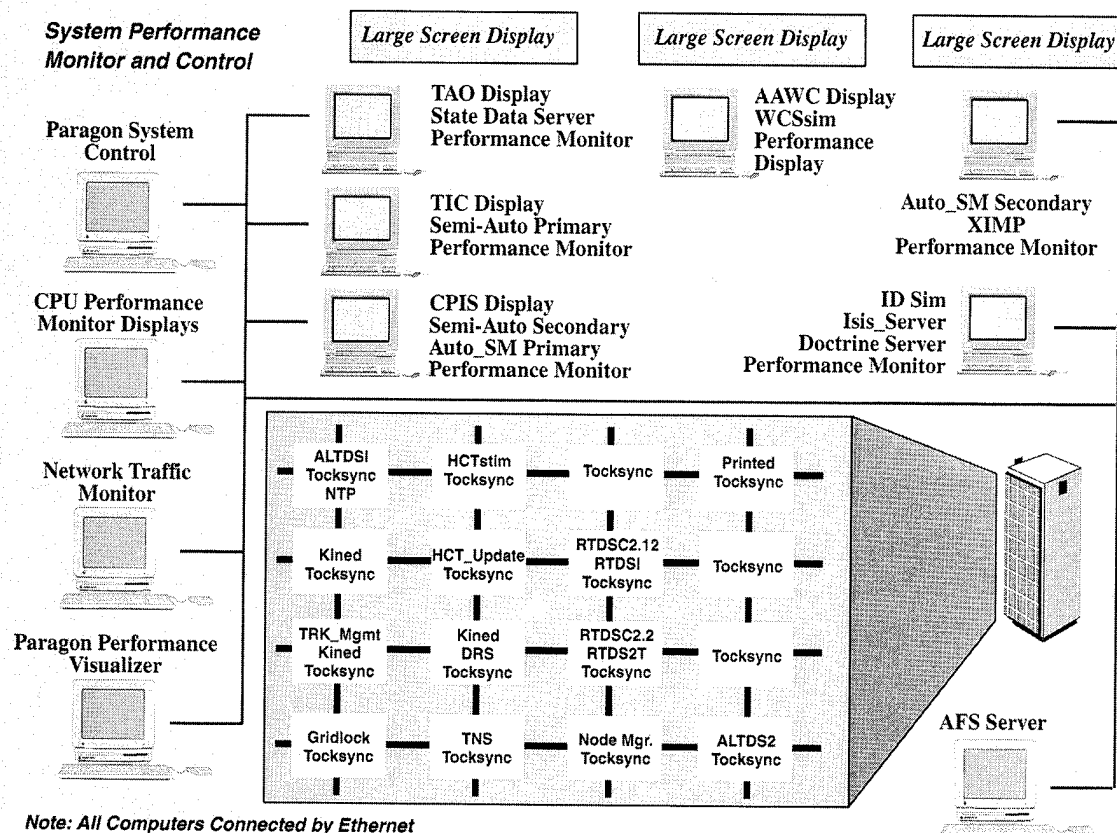 System Performance
Monitor and Control
Large Screen Display
Large Screen Display
Large Screen Display
Paragon System
Control
CPU Performance
Monitor Displays
Network Traffic
Monitor
Paragon Performance
Visualizer
TAO Display
State Data Server
Performance Monitor
TIC Display
Semi-Auto Primary
Performance Monitor
CPIS Display
Semi-Auto Secondary
Auto_SM Primary
Performance Monitor
AAWC Display
WCSsim
Performance
Display
Auto_SM Secondary
XIMP
Performance Monitor
ID Sim
Isis_Server
Doctrine Server
Performance Monitor
ALTDSI
Tocksync
NTP
HCTstim
Tocksync
Tocksync
Printed
Tocksync
Kined
Tocksync
HCT_Update
Tocksync
RTDSC2.12
RTDSI
Tocksync
Tocksync
TRK_Mgmt
Kined
Tocksync
Kined
DRS
Tocksync
RTDSC2.2
RTDS2T
Tocksync
Tocksync
Gridlock
Tocksync
TNS
Tocksync
Node Mgr.
Tocksync
ALTDS2
Tocksync
AFS Server
Note: All Computers Connected by Ethernet